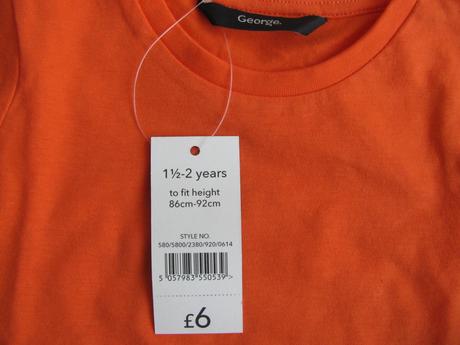 George.
1½-2 years
to fit height
86cm-92cm
STYLE NO.
580/5800/2380/920/0614
5 057983 550539 >
£6